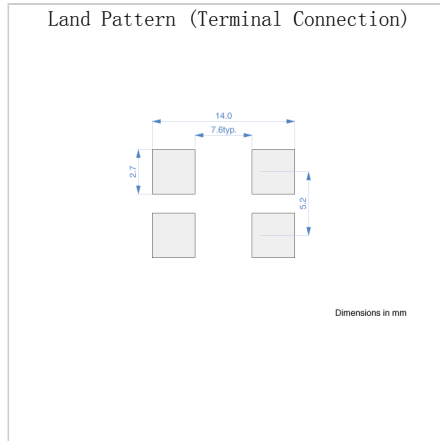 Land Pattern (Terminal Connection)
14.0
7.6typ.
2.7
5.2
Dimensions in mm